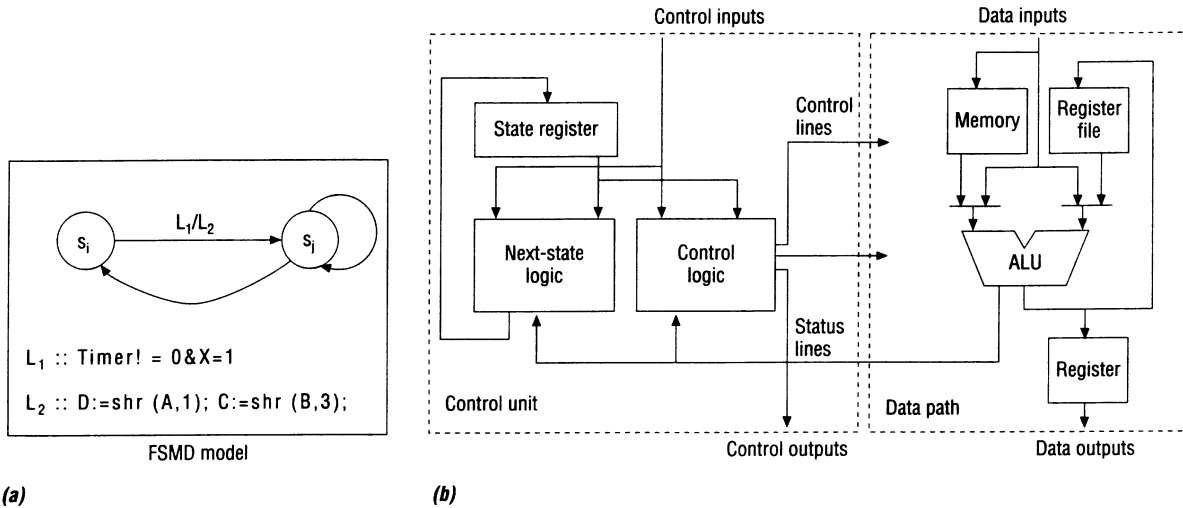 Control inputs
Data inputs
State register
Control
lines
Memory
Register
file
Next-state
logic
Control
logic
ALU
Status
lines
Register
Control unit
Data path
Control outputs
Data outputs
s_i
L₁/L₂
s_j
L₁ :: Timer! = 0&X=1
L₂ :: D:=shr (A,1); C:=shr (B,3);
FSMD model
(a)
(b)